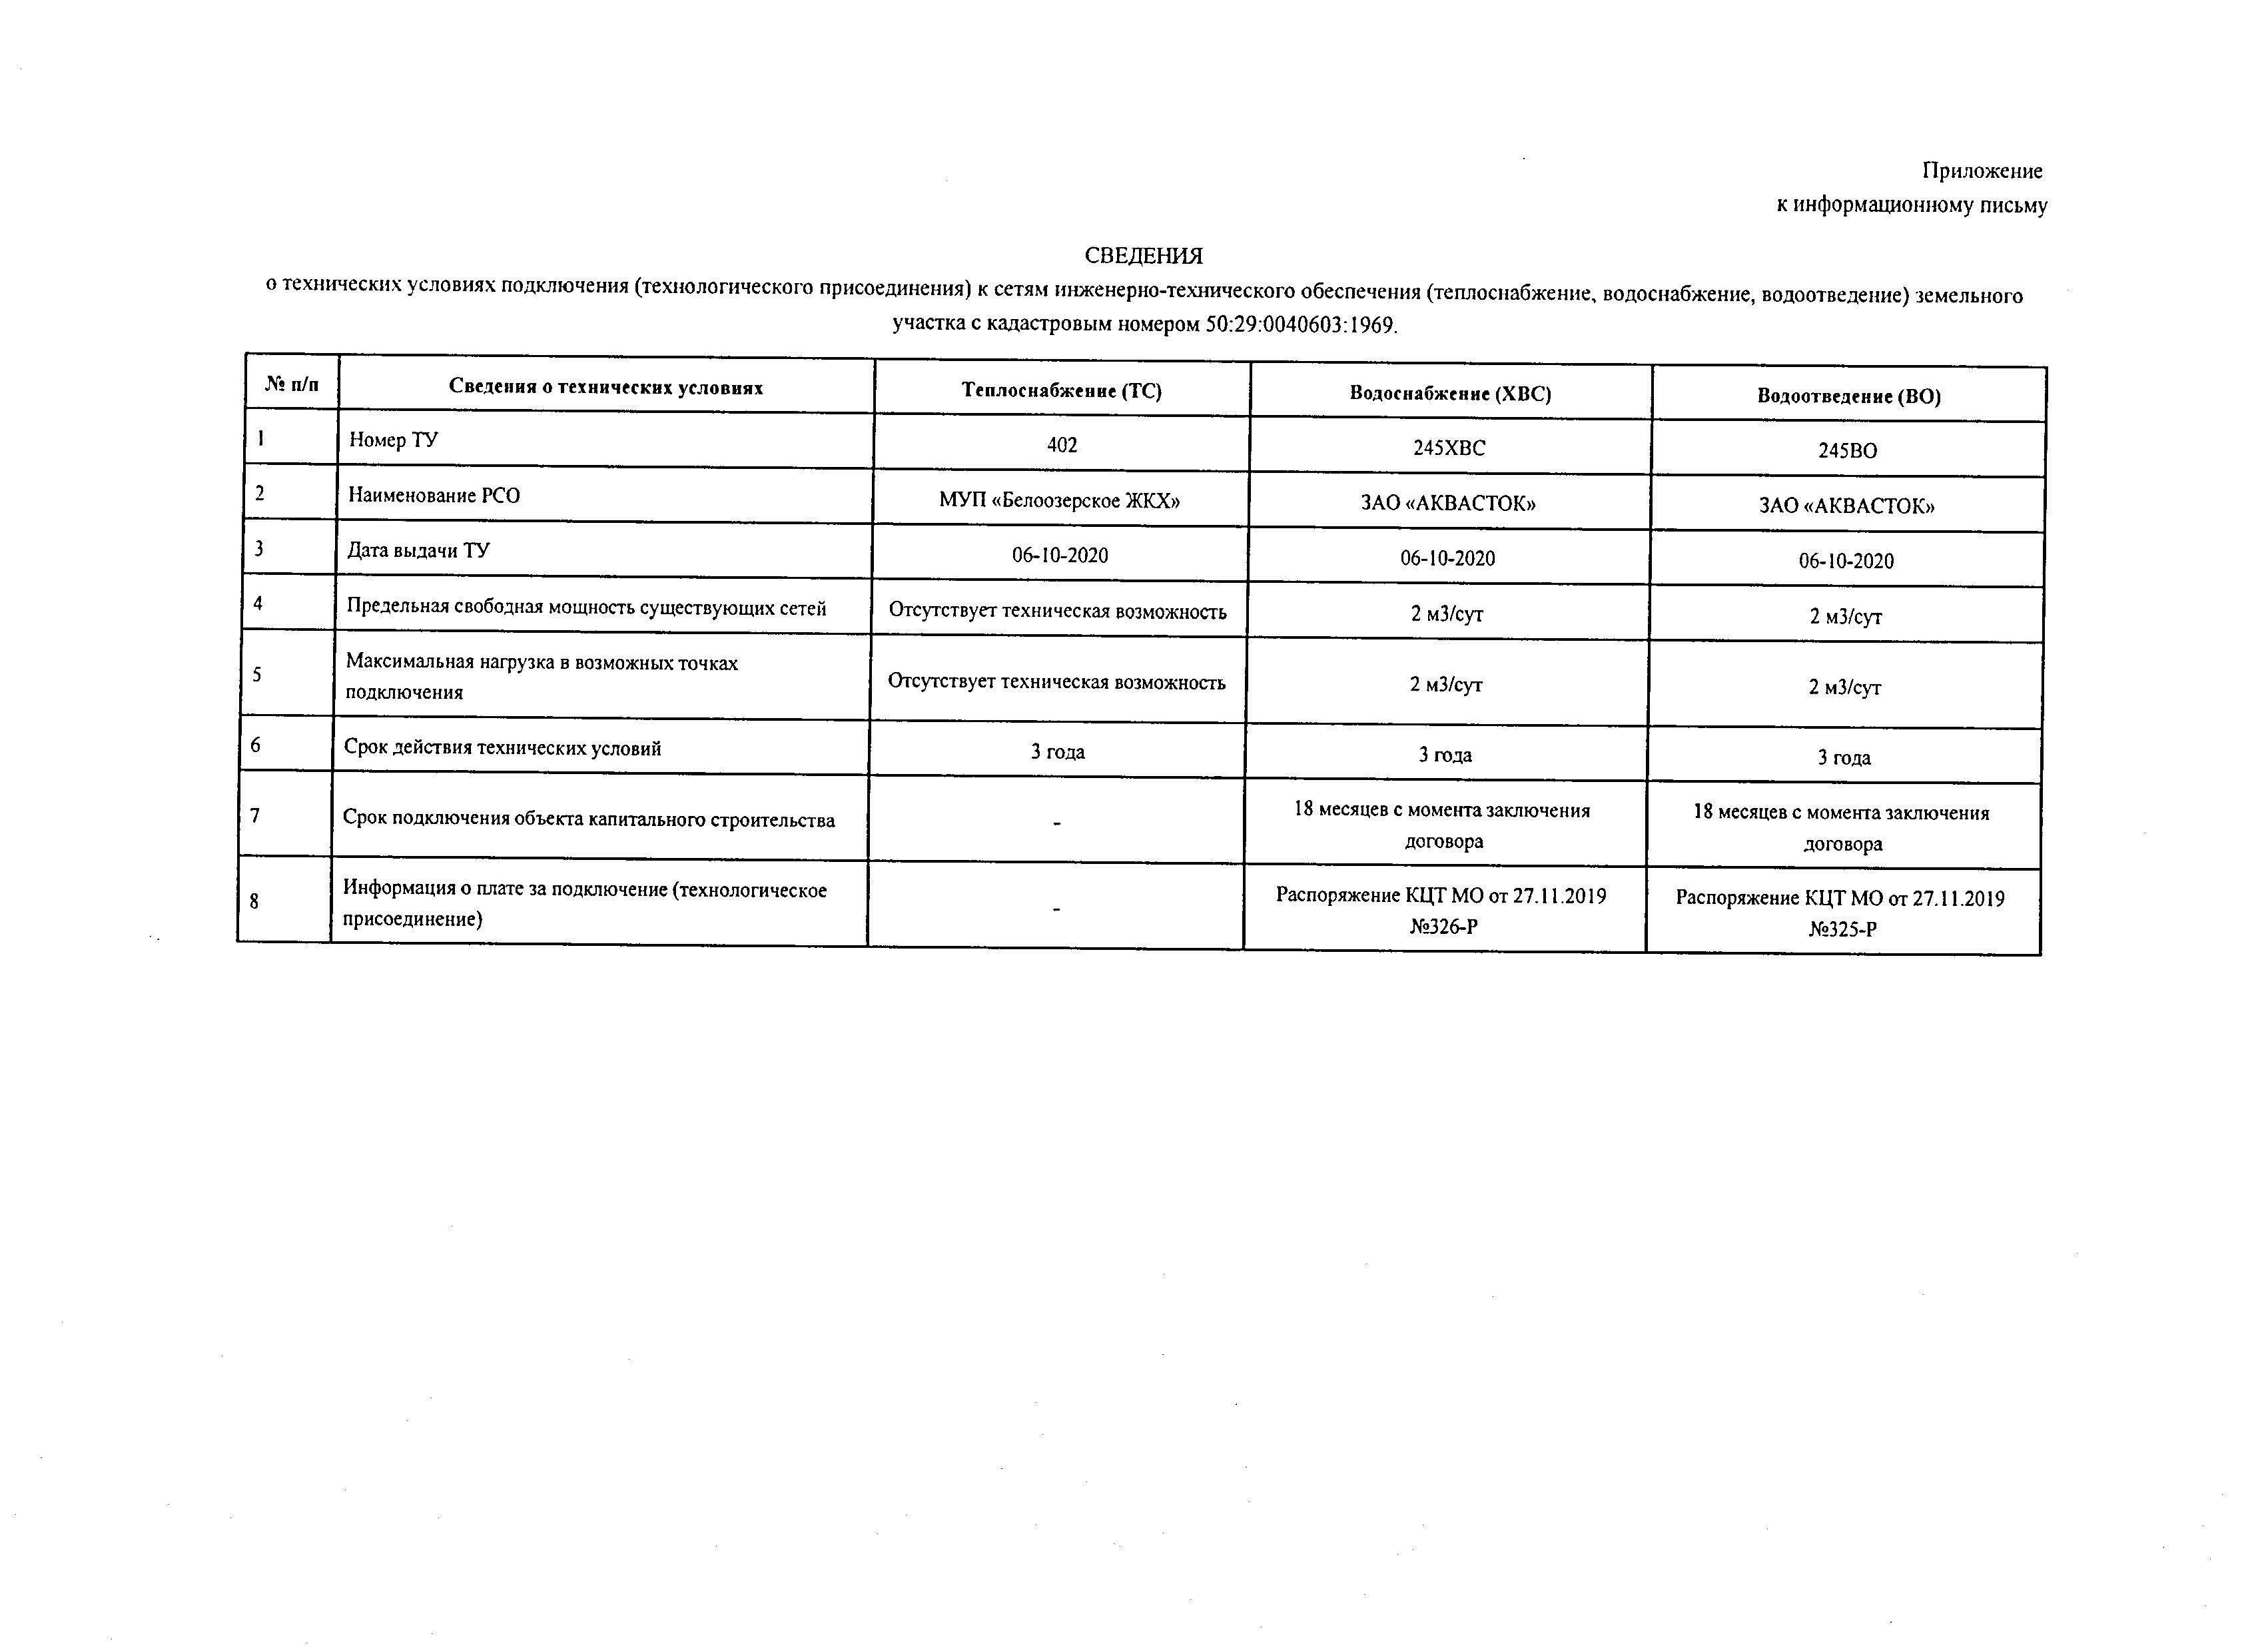 Приложение
к информационному письму
СВЕДЕНИЯ
о технических условиях подключения (технологического присоединения) к сетям инженерно-технического обеспечения (теплоснабжение, водоснабжение, водоотведение) земельного
участка с кадастровым номером 50:29:0040603:1969.
№ п/п Сведения о технических условиях Теплоснабжение (ТС) Водоснабжение (ХВС) Водоотведение (ВО)
1 Номер ТУ 402 245ХВС 245ВО
2 Наименование РСО МУП «Белоозерское ЖКХ» ЗАО «АКВАСТОК» ЗАО «АКВАСТОК»
3 Дата выдачи ТУ 06-10-2020 06-10-2020 06-10-2020
4 Предельная свободная мощность существующих сетей Отсутствует техническая возможность 2 м3/сут 2 м3/сут
5 Максимальная нагрузка в возможных точках
подключения Отсутствует техническая возможность 2 м3/сут 2 м3/сут
6 Срок действия технических условий 3 года 3 года 3 года
7 Срок подключения объекта капитального строительства - 18 месяцев с момента заключения
договора 18 месяцев с момента заключения
договора
8 Информация о плате за подключение (технологическое
присоединение) - Распоряжение КЦТ МО от 27.11.2019
№326-Р Распоряжение КЦТ МО от 27.11.2019
№325-Р